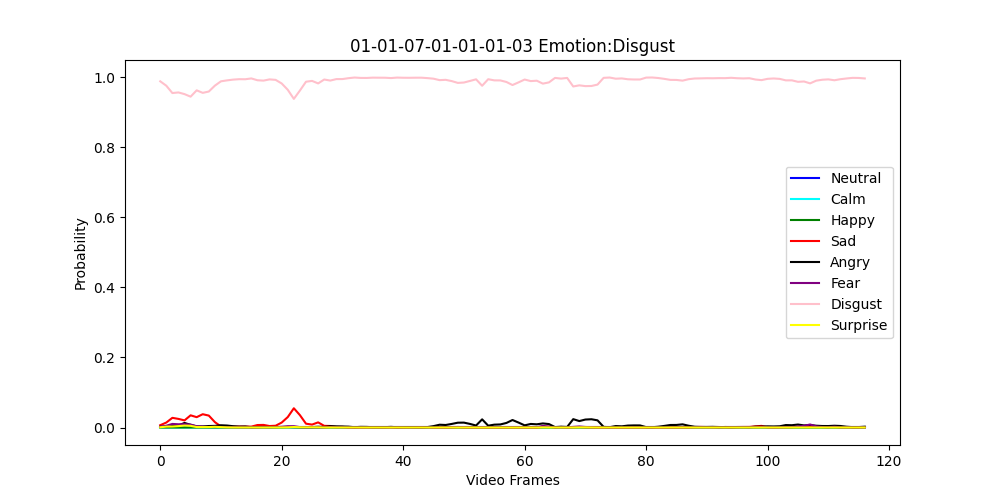 01-01-07-01-01-01-03 Emotion:Disgust
1.0
0.8
0.6
0.4
0.2
0.0
Probability
0 20 40 60 80 100 120
Video Frames
Neutral
Calm
Happy
Sad
Angry
Fear
Disgust
Surprise